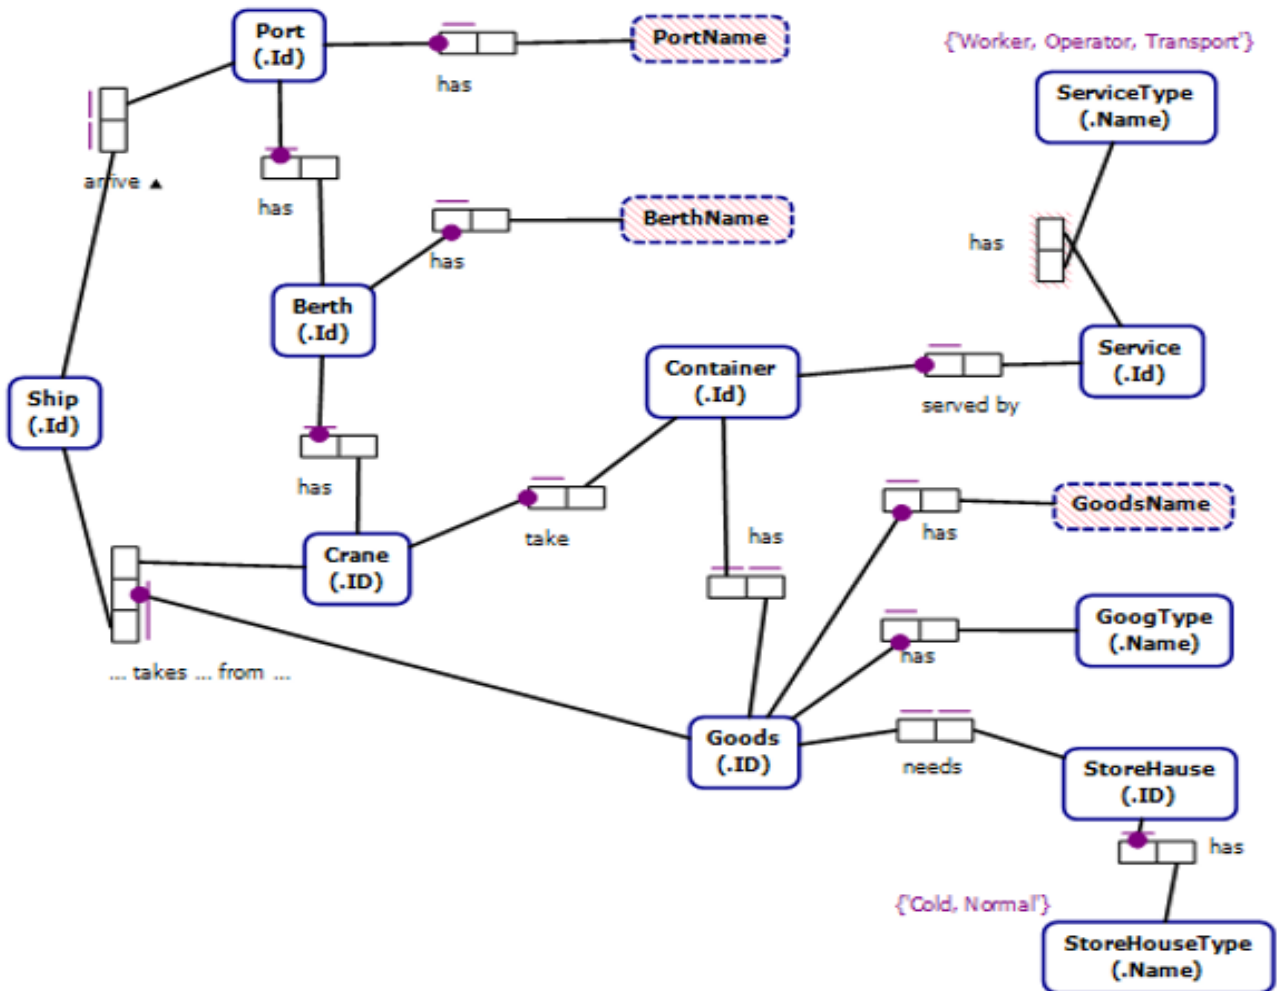 Port
(.Id)
has
PortName
{'Worker, Operator, Transport'}
ServiceType
(.Name)
arrive ▲
has
has
BerthName
has
Berth
(.Id)
Ship
(.Id)
Container
(.Id)
served by
Service
(.Id)
has
take
has
has
GoodsName
Crane
(.ID)
... takes ... from ...
has
GoogType
(.Name)
Goods
(.ID)
needs
StoreHause
(.ID)
has
{'Cold, Normal'}
StoreHouseType
(.Name)